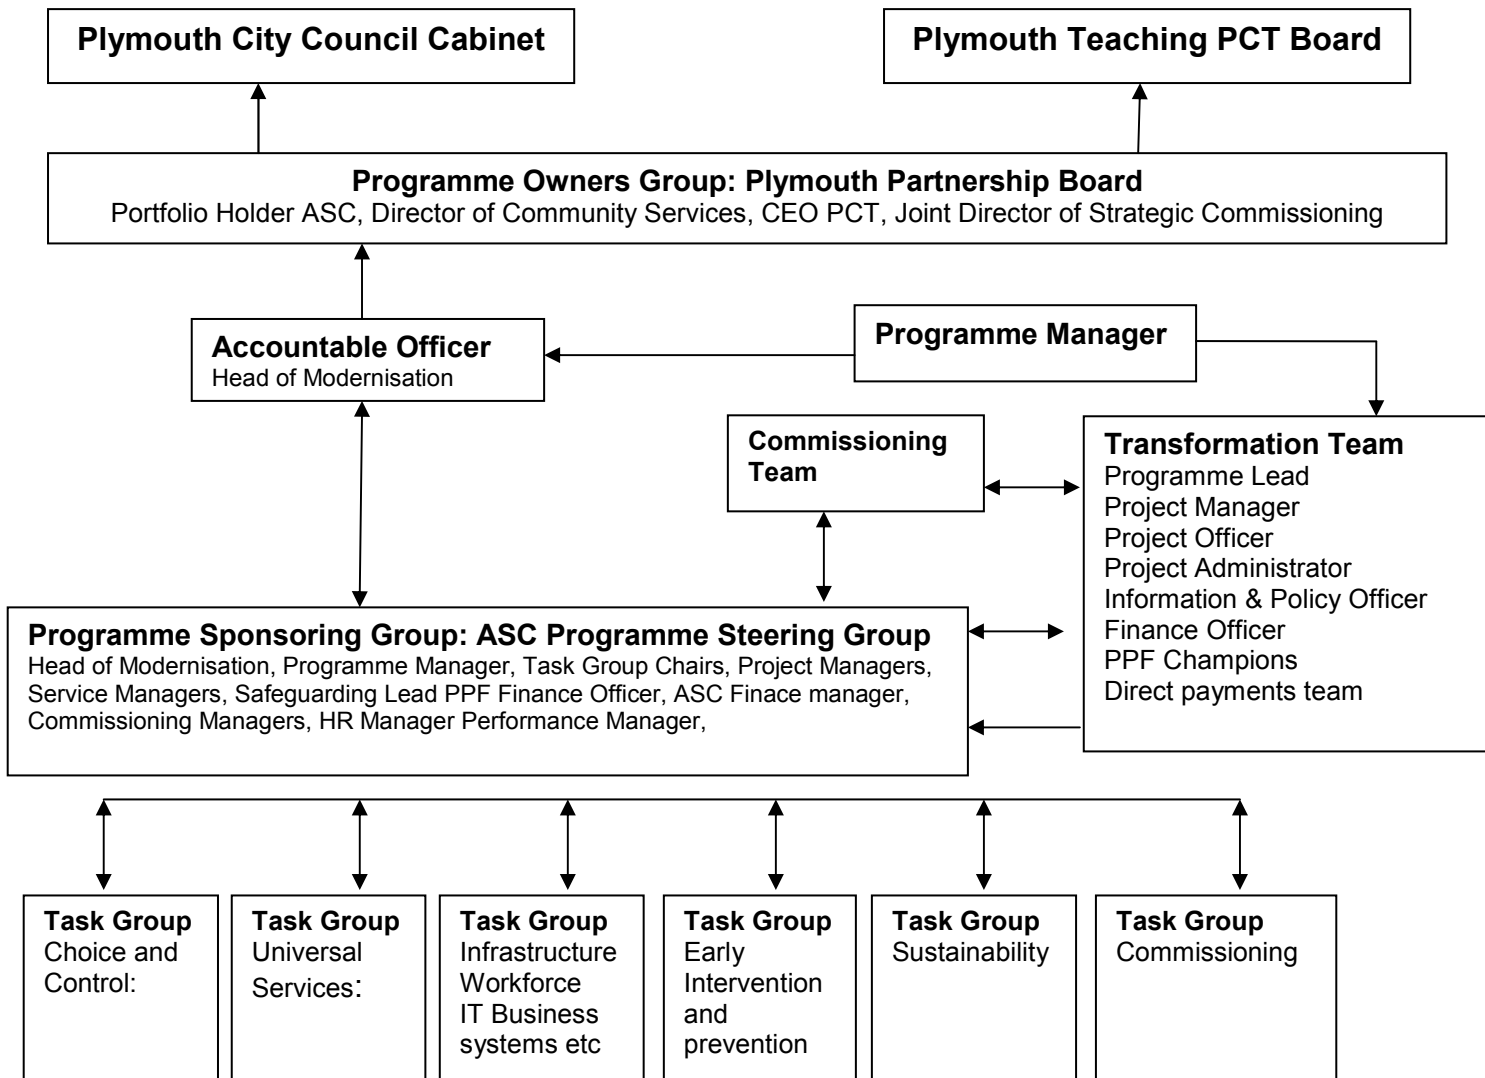 Plymouth City Council Cabinet
Plymouth Teaching PCT Board
Programme Owners Group: Plymouth Partnership Board
Portfolio Holder ASC, Director of Community Services, CEO PCT, Joint Director of Strategic Commissioning
Accountable Officer
Head of Modernisation
Programme Manager
Commissioning
Team
Transformation Team
Programme Lead
Project Manager
Project Officer
Project Administrator
Information & Policy Officer
Finance Officer
PPF Champions
Direct payments team
Programme Sponsoring Group: ASC Programme Steering Group
Head of Modernisation, Programme Manager, Task Group Chairs, Project Managers,
Service Managers, Safeguarding Lead PPF Finance Officer, ASC Finace manager,
Commissioning Managers, HR Manager Performance Manager,
Task Group
Choice and
Control:
Task Group
Universal
Services:
Task Group
Infrastructure
Workforce
IT Business
systems etc
Task Group
Early
Intervention
and
prevention
Task Group
Sustainability
Task Group
Commissioning